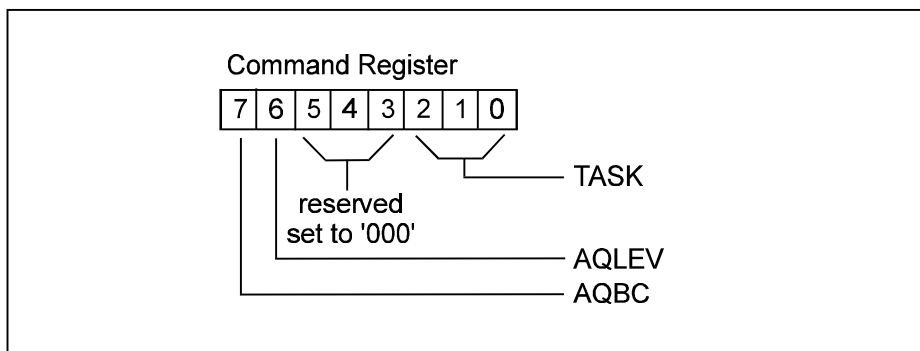 Command Register
7 6 5 4 3 2 1 0
TASK
reserved
set to '000'
AQLEV
AQBC